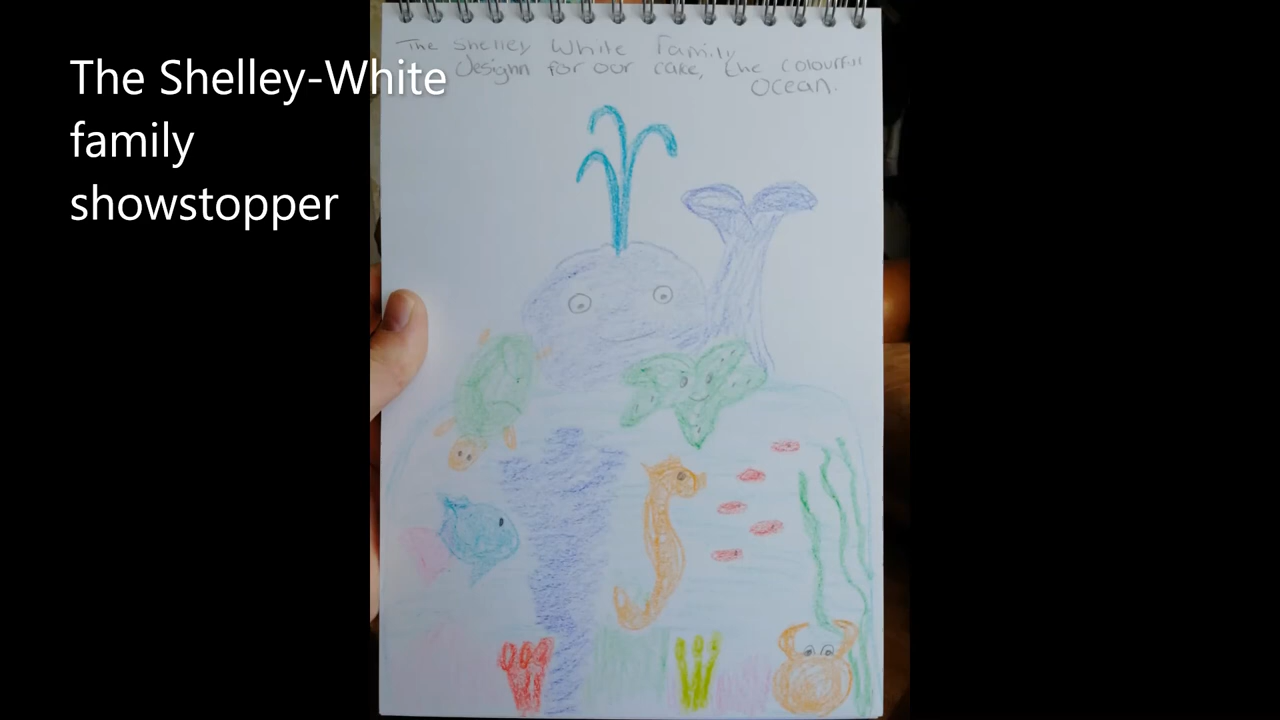 The Shelley-White
family
showstopper
The Shelley White Family
Designn for our cake, the colourfull
Ocean.